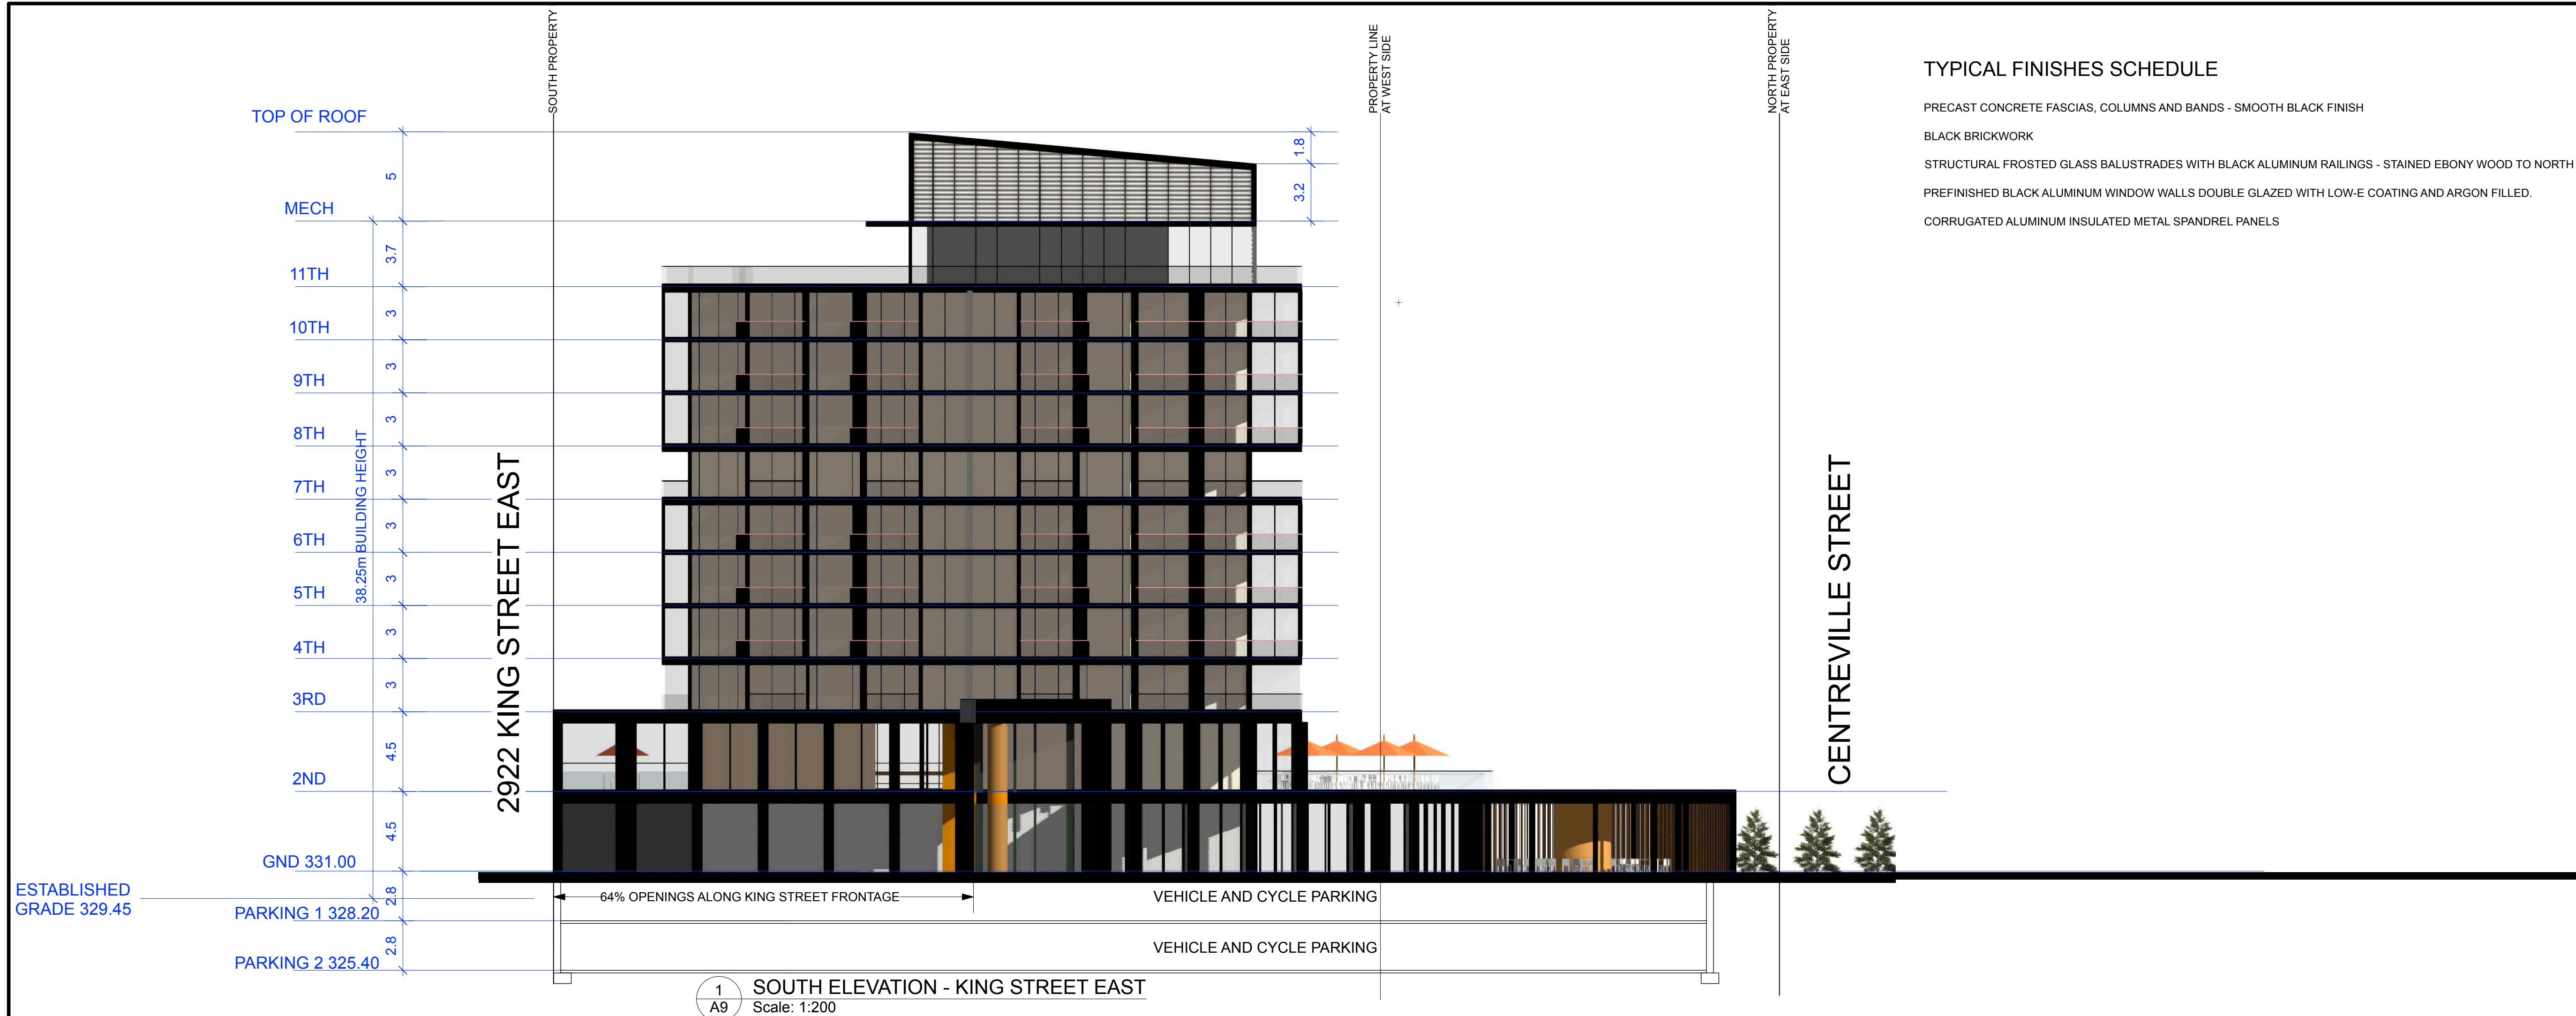 SOUTH PROPERTY
PROPERTY LINE
AT WEST SIDE
NORTH PROPERTY
AT EAST SIDE
TYPICAL FINISHES SCHEDULE
PRECAST CONCRETE FASCIAS, COLUMNS AND BANDS - SMOOTH BLACK FINISH
BLACK BRICKWORK
STRUCTURAL FROSTED GLASS BALUSTRADES WITH BLACK ALUMINUM RAILINGS - STAINED EBONY WOOD TO NORTH
PREFINISHED BLACK ALUMINUM WINDOW WALLS DOUBLE GLAZED WITH LOW-E COATING AND ARGON FILLED.
CORRUGATED ALUMINUM INSULATED METAL SPANDREL PANELS
TOP OF ROOF
5
1.8
3.2
MECH
3.7
11TH
3
10TH
3
9TH
3
8TH
3
7TH
3
6TH
3
5TH
3
4TH
3
3RD
4.5
2ND
4.5
GND 331.00
2.8
PARKING 1 328.20
2.8
PARKING 2 325.40
38.25m BUILDING HEIGHT
ESTABLISHED
GRADE 329.45
2922 KING STREET EAST
CENTREVILLE STREET
64% OPENINGS ALONG KING STREET FRONTAGE
VEHICLE AND CYCLE PARKING
VEHICLE AND CYCLE PARKING
1
A9
SOUTH ELEVATION - KING STREET EAST
Scale: 1:200